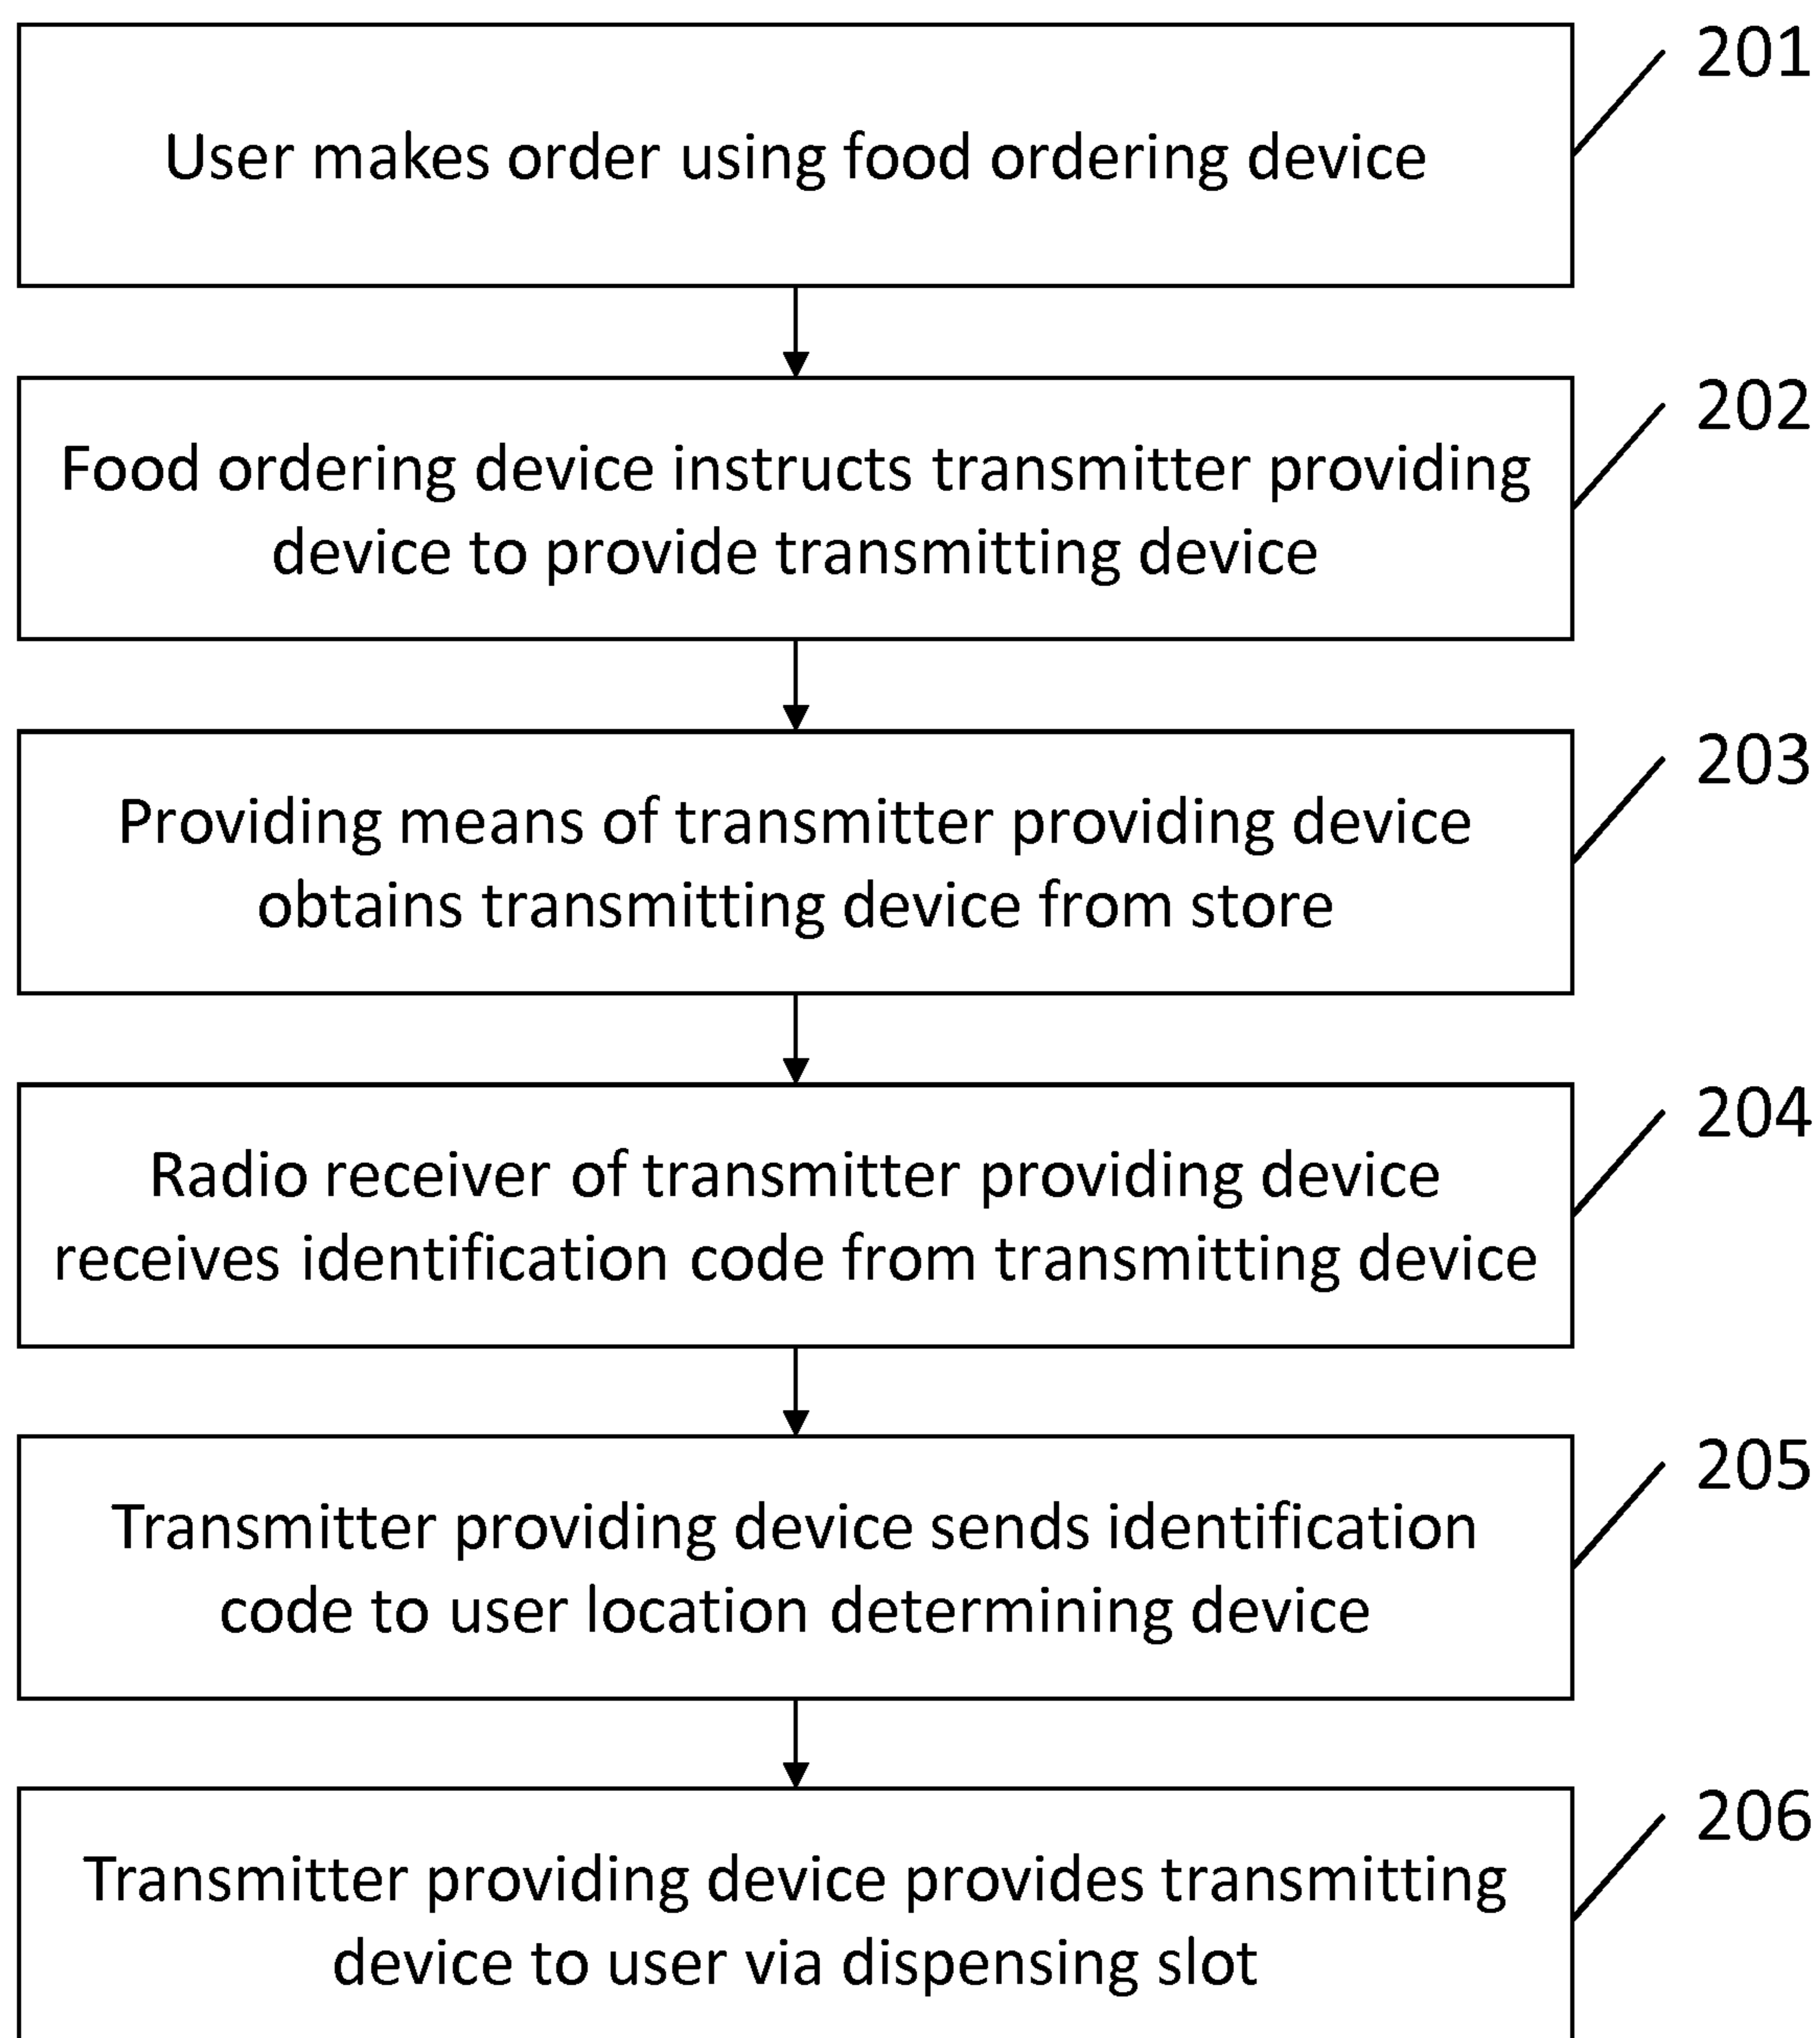 201
User makes order using food ordering device
202
Food ordering device instructs transmitter providing
device to provide transmitting device
203
Providing means of transmitter providing device
obtains transmitting device from store
204
Radio receiver of transmitter providing device
receives identification code from transmitting device
205
Transmitter providing device sends identification
code to user location determining device
206
Transmitter providing device provides transmitting
device to user via dispensing slot